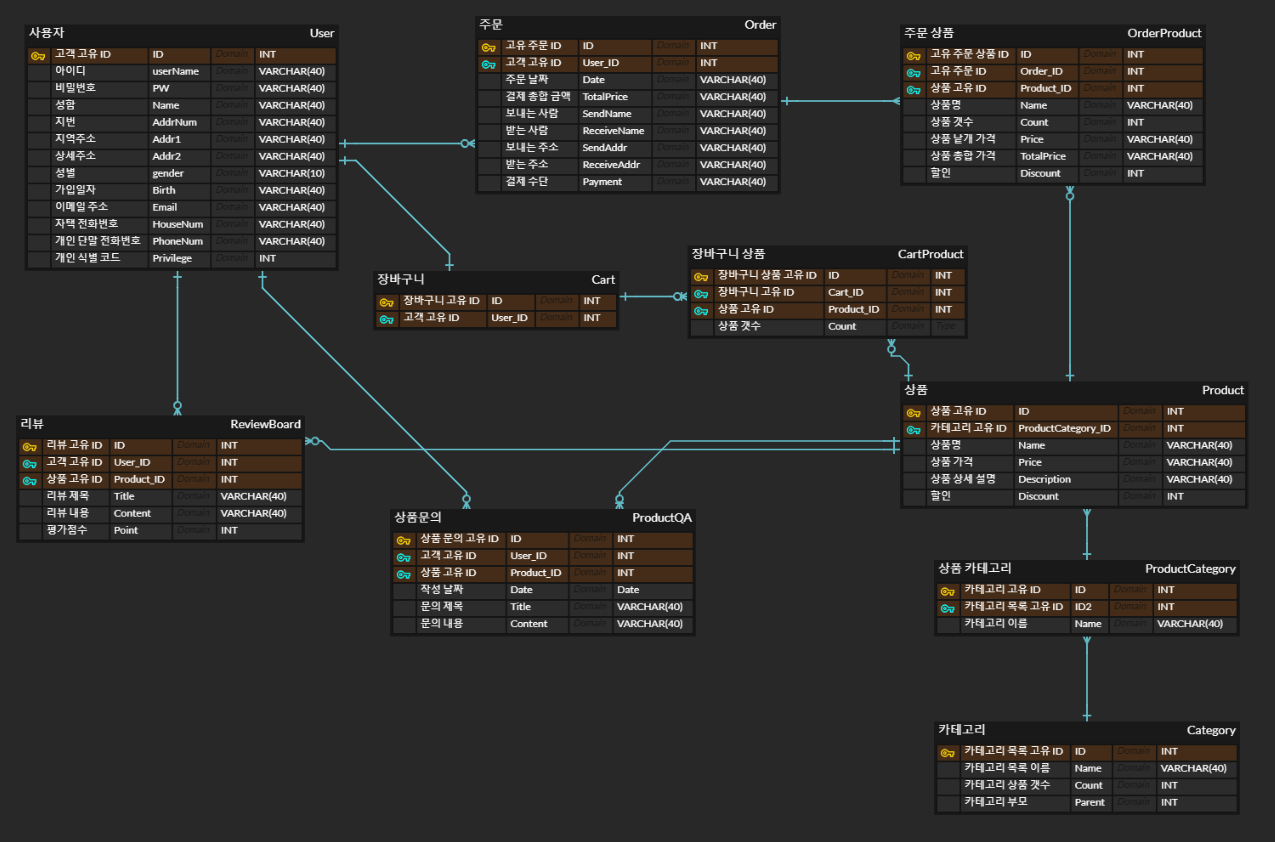 사용자 User
고객 고유 ID ID Domain INT
아이디 userName Domain VARCHAR(40)
비밀번호 PW Domain VARCHAR(40)
성함 Name Domain VARCHAR(40)
지번 AddrNum Domain VARCHAR(40)
지역주소 Addr1 Domain VARCHAR(40)
상세주소 Addr2 Domain VARCHAR(40)
성별 gender Domain VARCHAR(10)
가입일자 Birth Domain VARCHAR(40)
이메일 주소 Email Domain VARCHAR(40)
자택 전화번호 HouseNum Domain VARCHAR(40)
개인 단말 전화번호 PhoneNum Domain VARCHAR(40)
개인 식별 코드 Privilege Domain INT
주문 Order
고유 주문 ID ID Domain INT
고객 고유 ID User_ID Domain INT
주문 날짜 Date Domain VARCHAR(40)
결제 총합 금액 TotalPrice Domain VARCHAR(40)
보내는 사람 SendName Domain VARCHAR(40)
받는 사람 ReceiveName Domain VARCHAR(40)
보내는 주소 SendAddr Domain VARCHAR(40)
받는 주소 ReceiveAddr Domain VARCHAR(40)
결제 수단 Payment Domain VARCHAR(40)
주문 상품 OrderProduct
고유 주문 상품 ID ID Domain INT
고유 주문 ID Order_ID Domain INT
상품 고유 ID Product_ID Domain INT
상품명 Name Domain VARCHAR(40)
상품 갯수 Count Domain INT
상품 낱개 가격 Price Domain VARCHAR(40)
상품 총합 가격 TotalPrice Domain VARCHAR(40)
할인 Discount Domain INT
장바구니 Cart
장바구니 고유 ID ID Domain INT
고객 고유 ID User_ID Domain INT
장바구니 상품 CartProduct
장바구니 상품 고유 ID ID Domain INT
장바구니 고유 ID Cart_ID Domain INT
상품 고유 ID Product_ID Domain INT
상품 갯수 Count Domain Type
상품 Product
상품 고유 ID ID Domain INT
카테고리 고유 ID ProductCategory_ID Domain INT
상품명 Name Domain VARCHAR(40)
상품 가격 Price Domain VARCHAR(40)
상품 상세 설명 Description Domain VARCHAR(40)
할인 Discount Domain INT
리뷰 ReviewBoard
리뷰 고유 ID ID Domain INT
고객 고유 ID User_ID Domain INT
상품 고유 ID Product_ID Domain INT
리뷰 제목 Title Domain VARCHAR(40)
리뷰 내용 Content Domain VARCHAR(40)
평가점수 Point Domain INT
상품문의 ProductQA
상품 문의 고유 ID ID Domain INT
고객 고유 ID User_ID Domain INT
상품 고유 ID Product_ID Domain INT
작성 날짜 Date Domain Date
문의 제목 Title Domain VARCHAR(40)
문의 내용 Content Domain VARCHAR(40)
상품 카테고리 ProductCategory
카테고리 고유 ID ID Domain INT
카테고리 목록 고유 ID ID2 Domain INT
카테고리 이름 Name Domain VARCHAR(40)
카테고리 Category
카테고리 목록 고유 ID ID Domain INT
카테고리 목록 이름 Name Domain VARCHAR(40)
카테고리 상품 갯수 Count Domain INT
카테고리 부모 Parent Domain INT